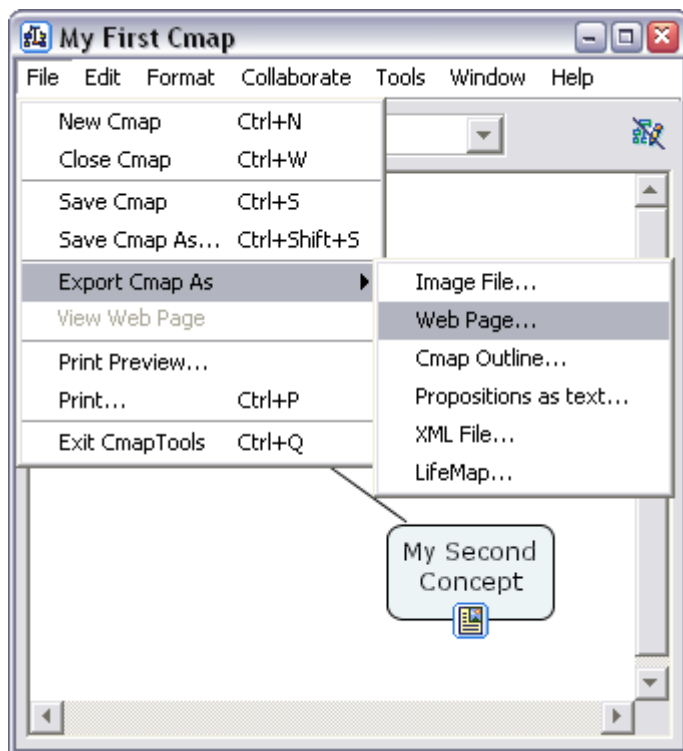 My First Cmap
File Edit Format Collaborate Tools Window Help
New Cmap Ctrl+N
Close Cmap Ctrl+W
Save Cmap Ctrl+S
Save Cmap As... Ctrl+Shift+S
Export Cmap As
View Web Page
Print Preview...
Print... Ctrl+P
Exit CmapTools Ctrl+Q
Image File...
Web Page...
Cmap Outline...
Propositions as text...
XML File...
LifeMap...
My Second
Concept